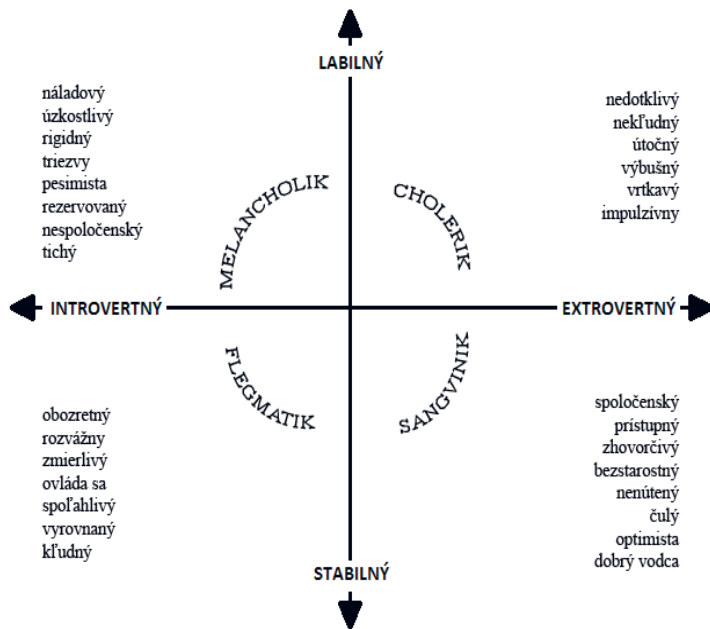 LABILNÝ
náladový
úzkostlivý
rigidný
triezvy
pesimista
rezervovaný
nespoločenský
tichý
nedotklivý
nekľudný
útočný
výbušný
vrtkavý
impulzívny
MELANCHOLIK
CHOLERIK
INTROVERTNÝ
EXTROVERTNÝ
FLEGMATIK
SANGVINIK
obozretný
rozvážny
zmierlivý
ovláda sa
spoľahlivý
vyrovnaný
kľudný
spoločenský
prístupný
zhovorčivý
bezstarostný
nenútený
čulý
optimista
dobrý vodca
STABILNÝ